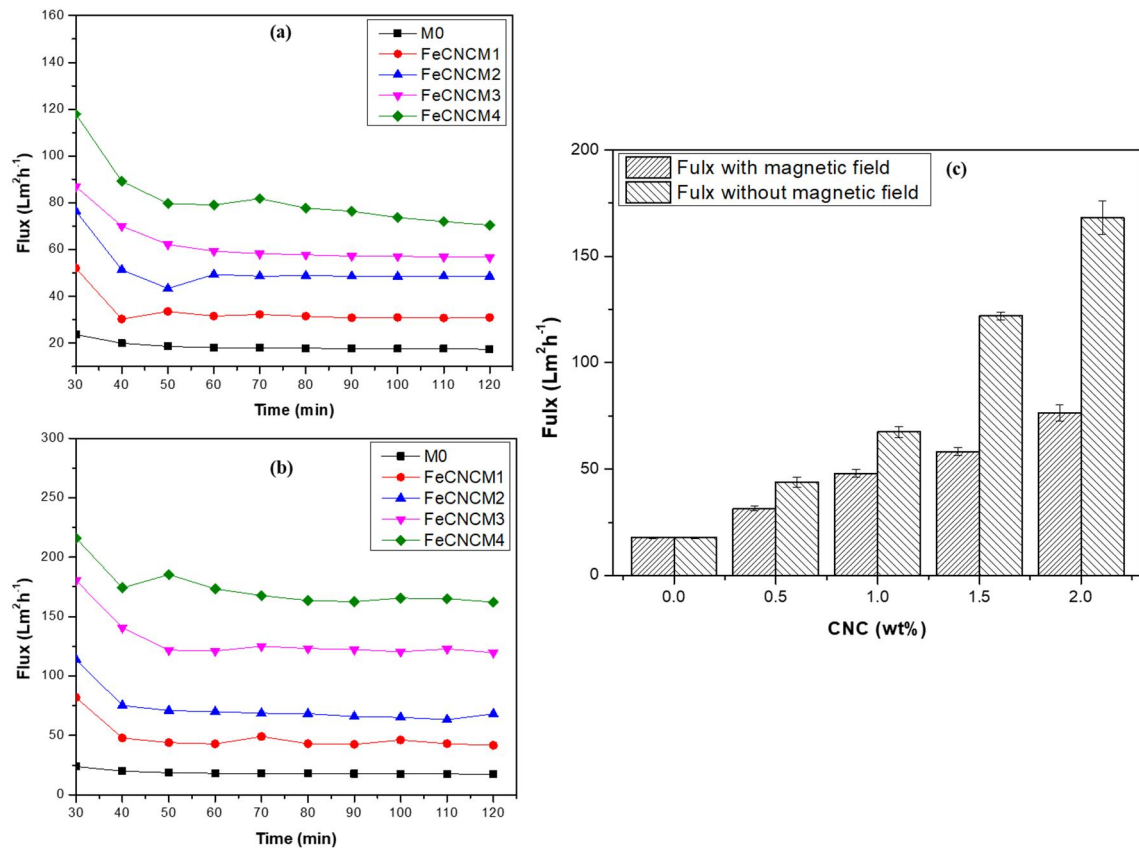 (a)
M0
FeCNCM1
FeCNCM2
FeCNCM3
FeCNCM4
160
140
120
100
80
60
40
20
Flux (Lm²h⁻¹)
30 40 50 60 70 80 90 100 110 120
Time (min)
(b)
M0
FeCNCM1
FeCNCM2
FeCNCM3
FeCNCM4
300
250
200
150
100
50
0
Flux (Lm²h⁻¹)
30 40 50 60 70 80 90 100 110 120
Time (min)
(c)
Fulx with magnetic field
Fulx without magnetic field
200
150
100
50
0
Fulx (Lm²h⁻¹)
0.0 0.5 1.0 1.5 2.0
CNC (wt%)